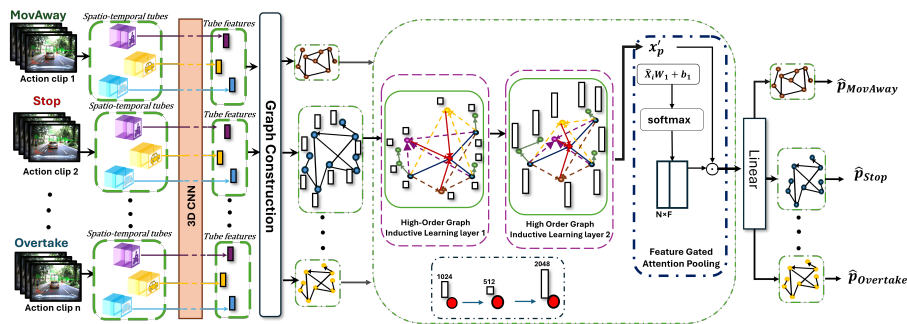 MovAway
Spatio-temporal tubes
Tube features
Action clip 1
Stop
Spatio-temporal tubes
Tube features
Action clip 2
Overtake
Spatio-temporal tubes
Tube features
Action clip n
3D CNN
Graph Construction
High-Order Graph
Inductive Learning layer 1
High Order Graph
Inductive Learning layer 2
1024
512
2048
x'_p
X̄_i W_1 + b_1
softmax
N×F
Feature Gated
Attention Pooling
Linear
p̂_MovAway
p̂_Stop
p̂_Overtake